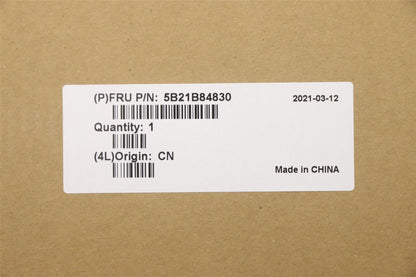 (P)FRU P/N: 5B21B84830
2021-03-12
Quantity: 1
(4L)Origin: CN
Made in CHINA